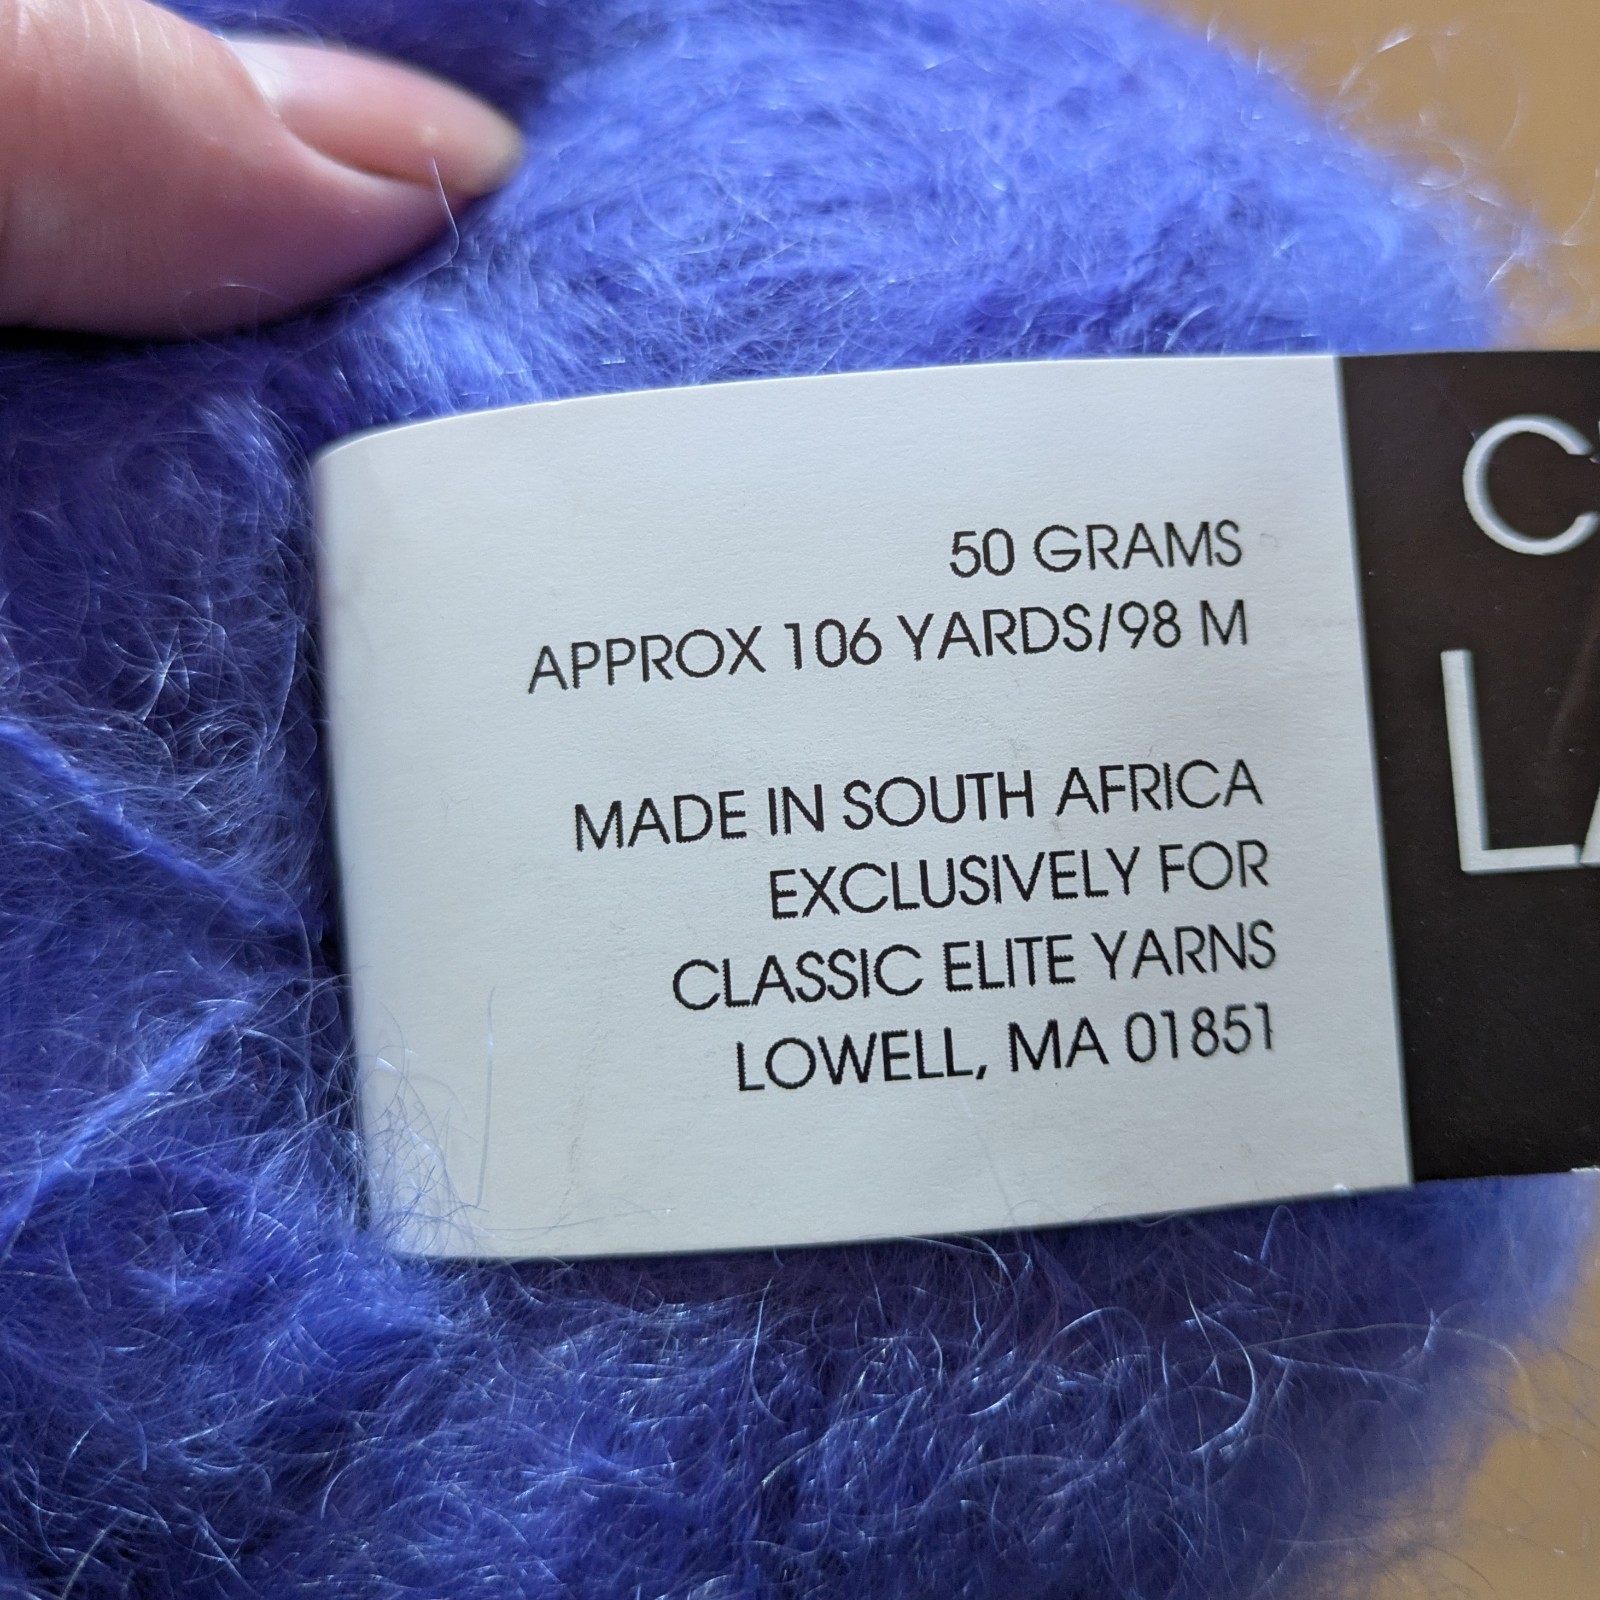 50 GRAMS
APPROX 106 YARDS/98 M
MADE IN SOUTH AFRICA
EXCLUSIVELY FOR
CLASSIC ELITE YARNS
LOWELL, MA 01851